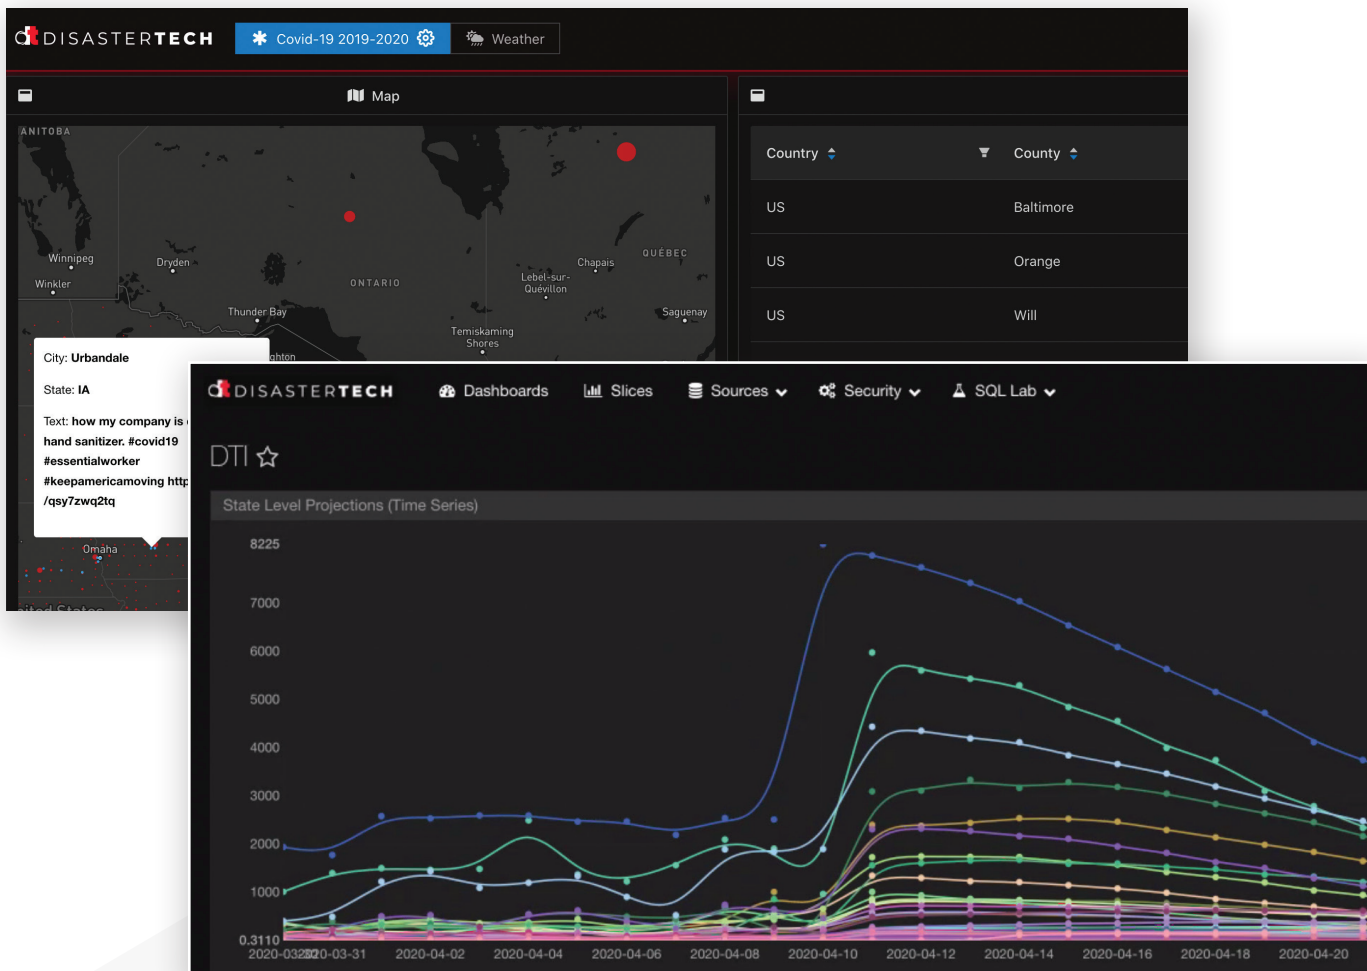 dt DISASTERTECH
Covid-19 2019-2020
Weather
Map
ANITOBA
Winnipeg
Winkler
Dryden
ONTARIO
Thunder Bay
Chapais
QUÉBEC
Lebel-sur-
Quévillon
Saguenay
Temiskaming
Shores
ghton
City: Urbandale
State: IA
Text: how my company is
hand sanitizer. #covid19
#essentialworker
#keepamericamoving http
/qsy7zwq2tq
Omaha
ited States
Country
County
US
Baltimore
US
Orange
US
Will
dt DISASTERTECH
Dashboards
Slices
Sources
Security
SQL Lab
DTI
State Level Projections (Time Series)
8225
7000
6000
5000
4000
3000
2000
1000
0.3110
2020-03-31
2020-04-02
2020-04-04
2020-04-06
2020-04-08
2020-04-10
2020-04-12
2020-04-14
2020-04-16
2020-04-18
2020-04-20